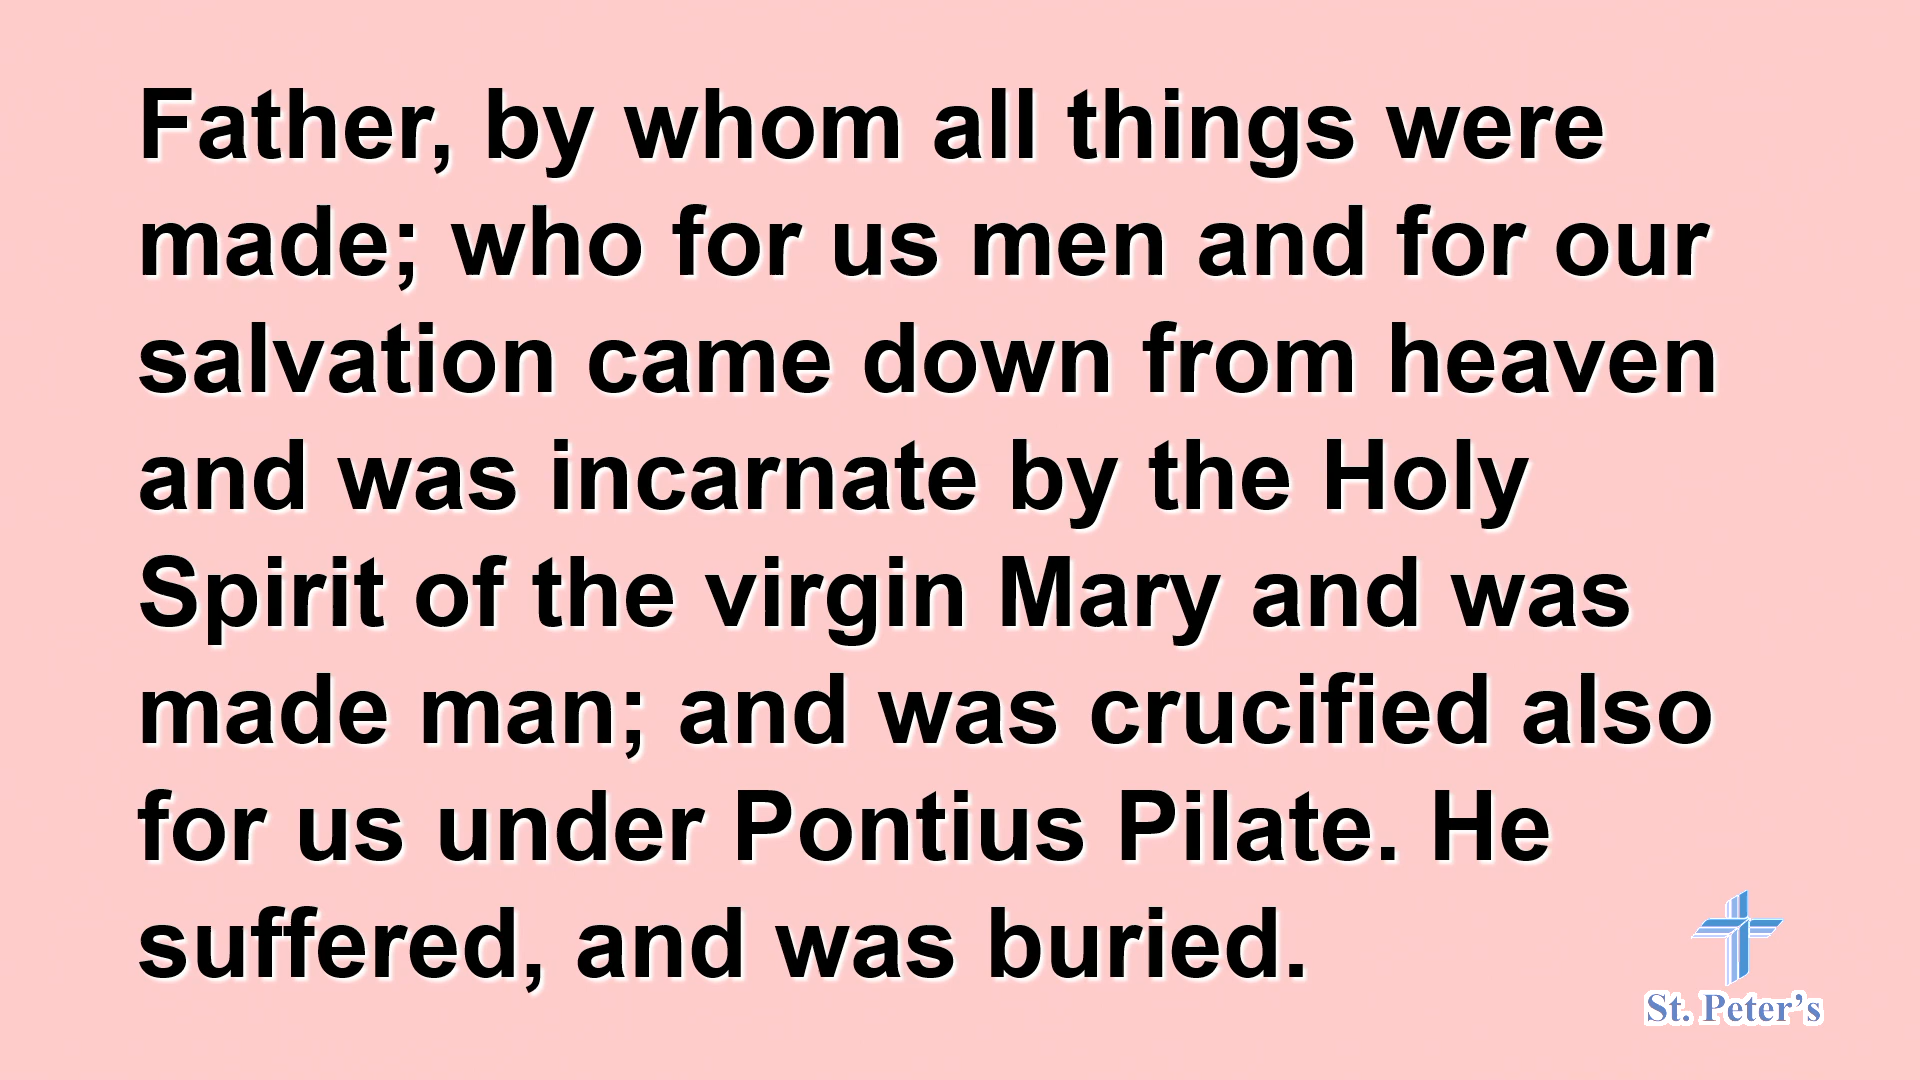 Father, by whom all things were
made; who for us men and for our
salvation came down from heaven
and was incarnate by the Holy
Spirit of the virgin Mary and was
made man; and was crucified also
for us under Pontius Pilate. He
suffered, and was buried.
St. Peter’s